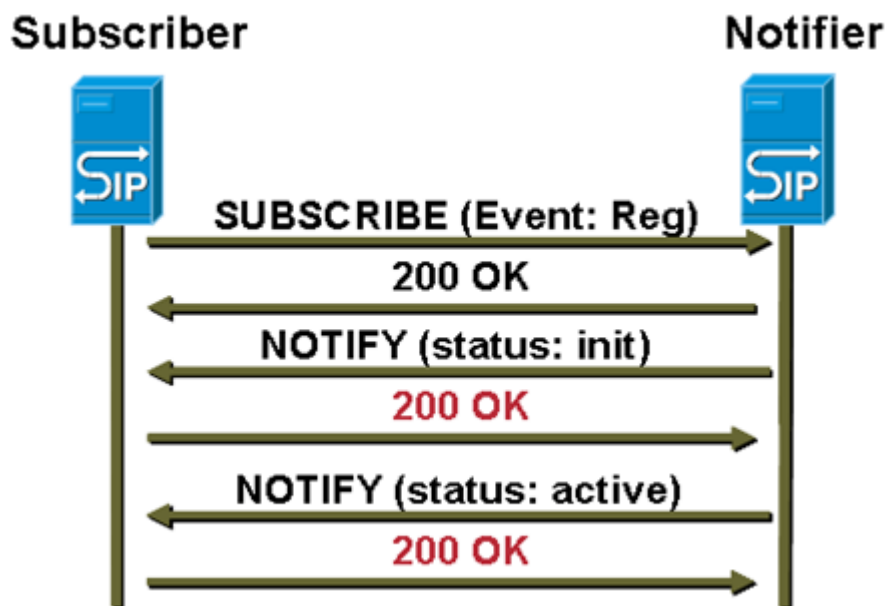 Subscriber Notifier
SIP SIP
SUBSCRIBE (Event: Reg)
200 OK
NOTIFY (status: init)
200 OK
NOTIFY (status: active)
200 OK